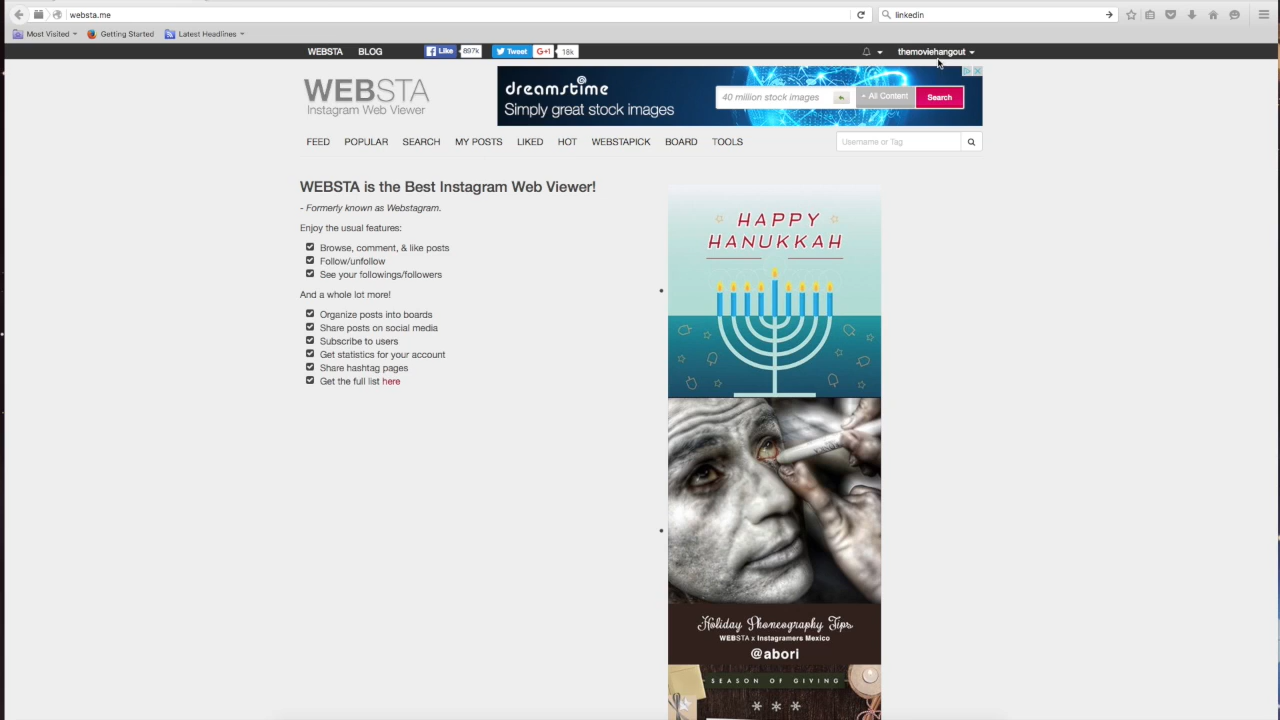 websta.me
linkedin
Most Visited
Getting Started
Latest Headlines
WEBSTA BLOG
Like 897k
Tweet
G+1 18k
themoviehangout
WEBSTA
Instagram Web Viewer
dreamstime
Simply great stock images
40 million stock images
All Content
Search
FEED POPULAR SEARCH MY POSTS LIKED HOT WEBSTAPICK BOARD TOOLS
Username or Tag
WEBSTA is the Best Instagram Web Viewer!
- Formerly known as Webstagram.
Enjoy the usual features:
Browse, comment, & like posts
Follow/unfollow
See your followings/followers
And a whole lot more!
Organize posts into boards
Share posts on social media
Subscribe to users
Get statistics for your account
Share hashtag pages
Get the full list here
HAPPY
HANUKKAH
Holiday Phoneography Tips
WEBSTA x Instagramers Mexico
@abori
SEASON OF GIVING